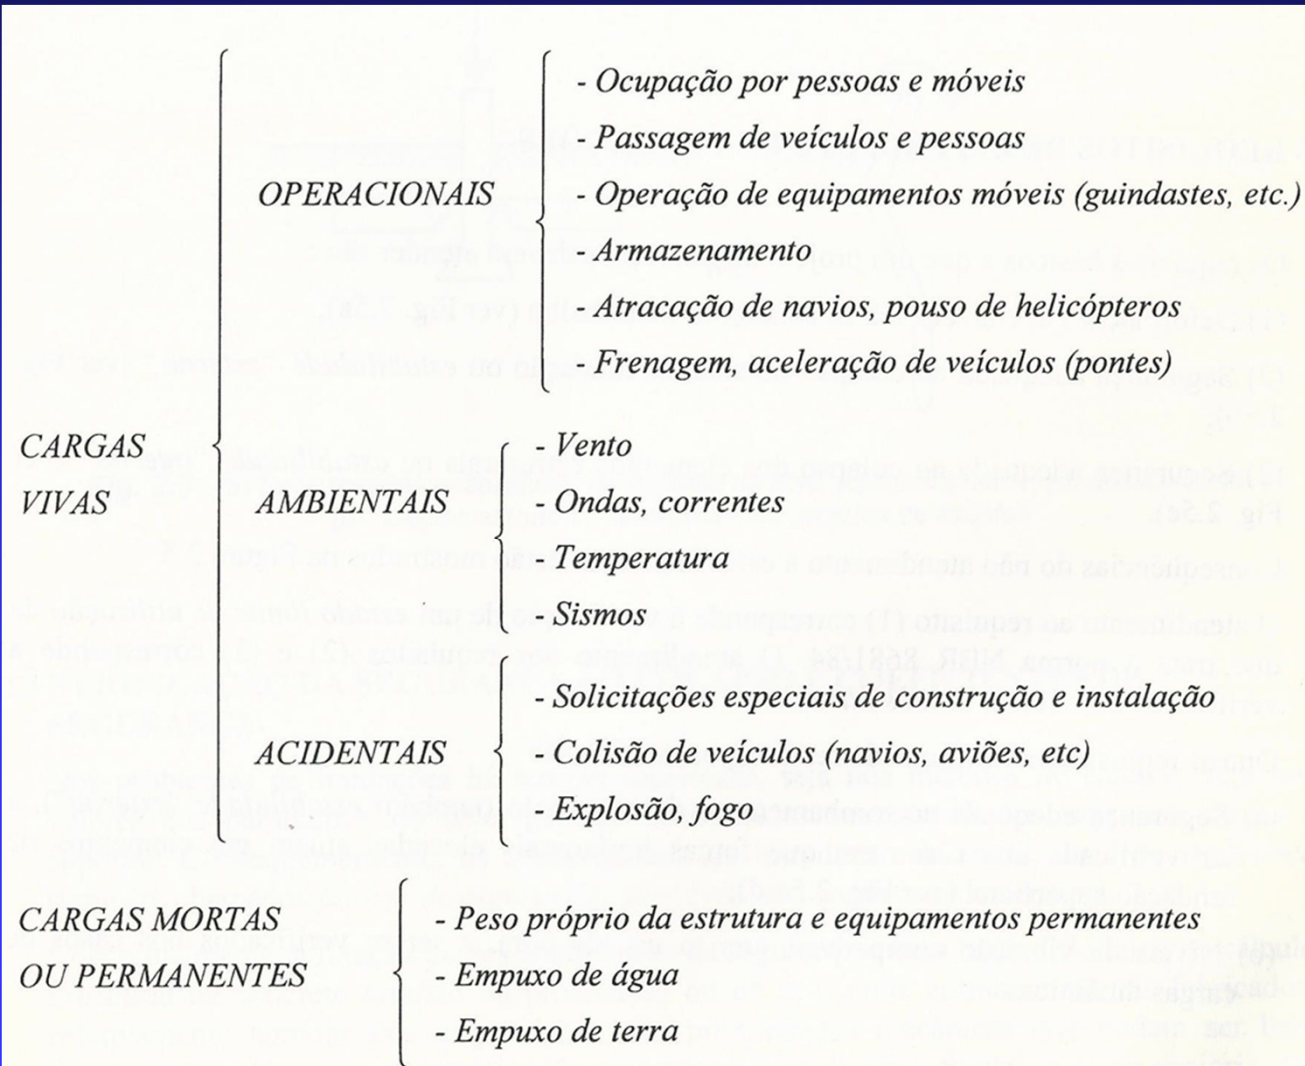 - Ocupação por pessoas e móveis
- Passagem de veículos e pessoas
OPERACIONAIS
- Operação de equipamentos móveis (guindastes, etc.)
- Armazenamento
- Atracação de navios, pouso de helicópteros
- Frenagem, aceleração de veículos (pontes)
CARGAS
VIVAS
- Vento
AMBIENTAIS
- Ondas, correntes
- Temperatura
- Sismos
- Solicitações especiais de construção e instalação
ACIDENTAIS
- Colisão de veículos (navios, aviões, etc)
- Explosão, fogo
CARGAS MORTAS
OU PERMANENTES
- Peso próprio da estrutura e equipamentos permanentes
- Empuxo de água
- Empuxo de terra